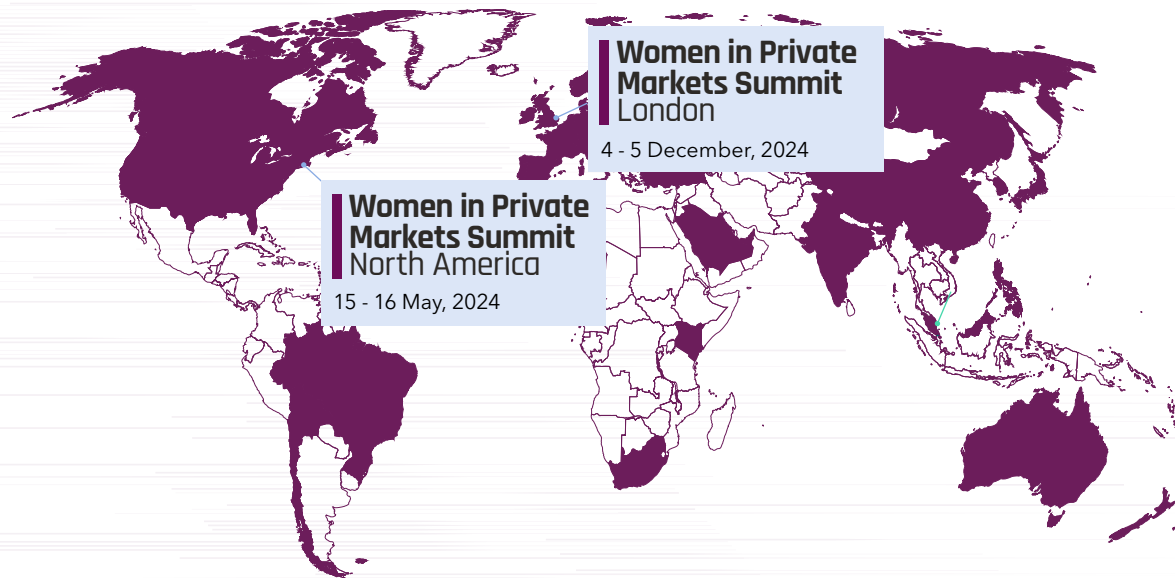 Women in Private
Markets Summit
London
4 - 5 December, 2024
Women in Private
Markets Summit
North America
15 - 16 May, 2024